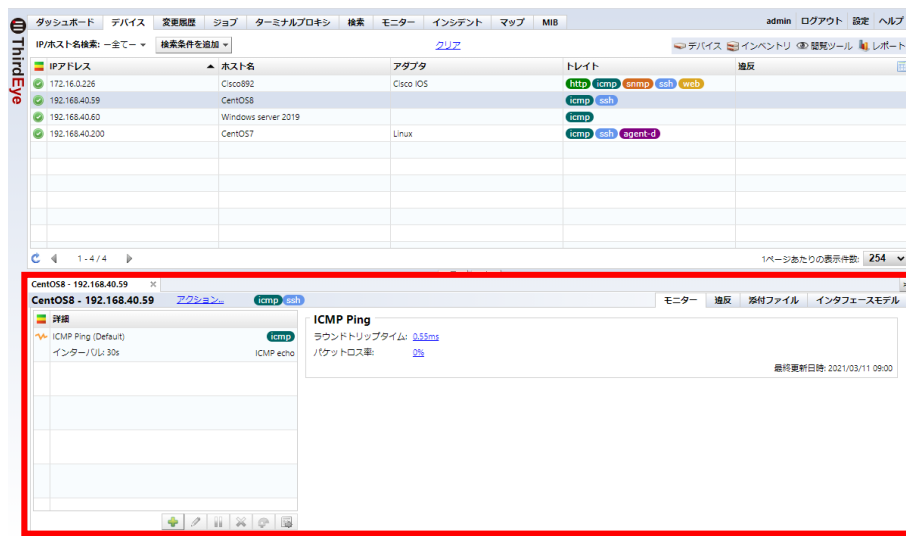 ThirdEye
ダッシュボード デバイス 変更履歴 ジョブ ターミナルプロキシ 検索 モニター インシデント マップ MIB admin ログアウト 設定 ヘルプ
IP/ホスト名検索: ー全てー 検索条件を追加 クリア デバイス インベントリ 閲覧ツール レポート
IPアドレス ホスト名 アダプタ トレイト 違反
172.16.0.226 Cisco892 Cisco IOS http icmp snmp ssh web
192.168.40.59 CentOS8 icmp ssh
192.168.40.60 Windows server 2019 icmp
192.168.40.200 CentOS7 Linux icmp ssh agent-d
1 - 4 / 4 1ページあたりの表示件数: 254
CentOS8 - 192.168.40.59 ×
CentOS8 - 192.168.40.59 アクション... icmp ssh モニター 違反 添付ファイル インタフェースモデル
詳細
ICMP Ping (Default) icmp
インターバル: 30s ICMP echo
ICMP Ping
ラウンドトリップタイム: 0.55ms
パケットロス率: 0%
最終更新日時: 2021/03/11 09:00